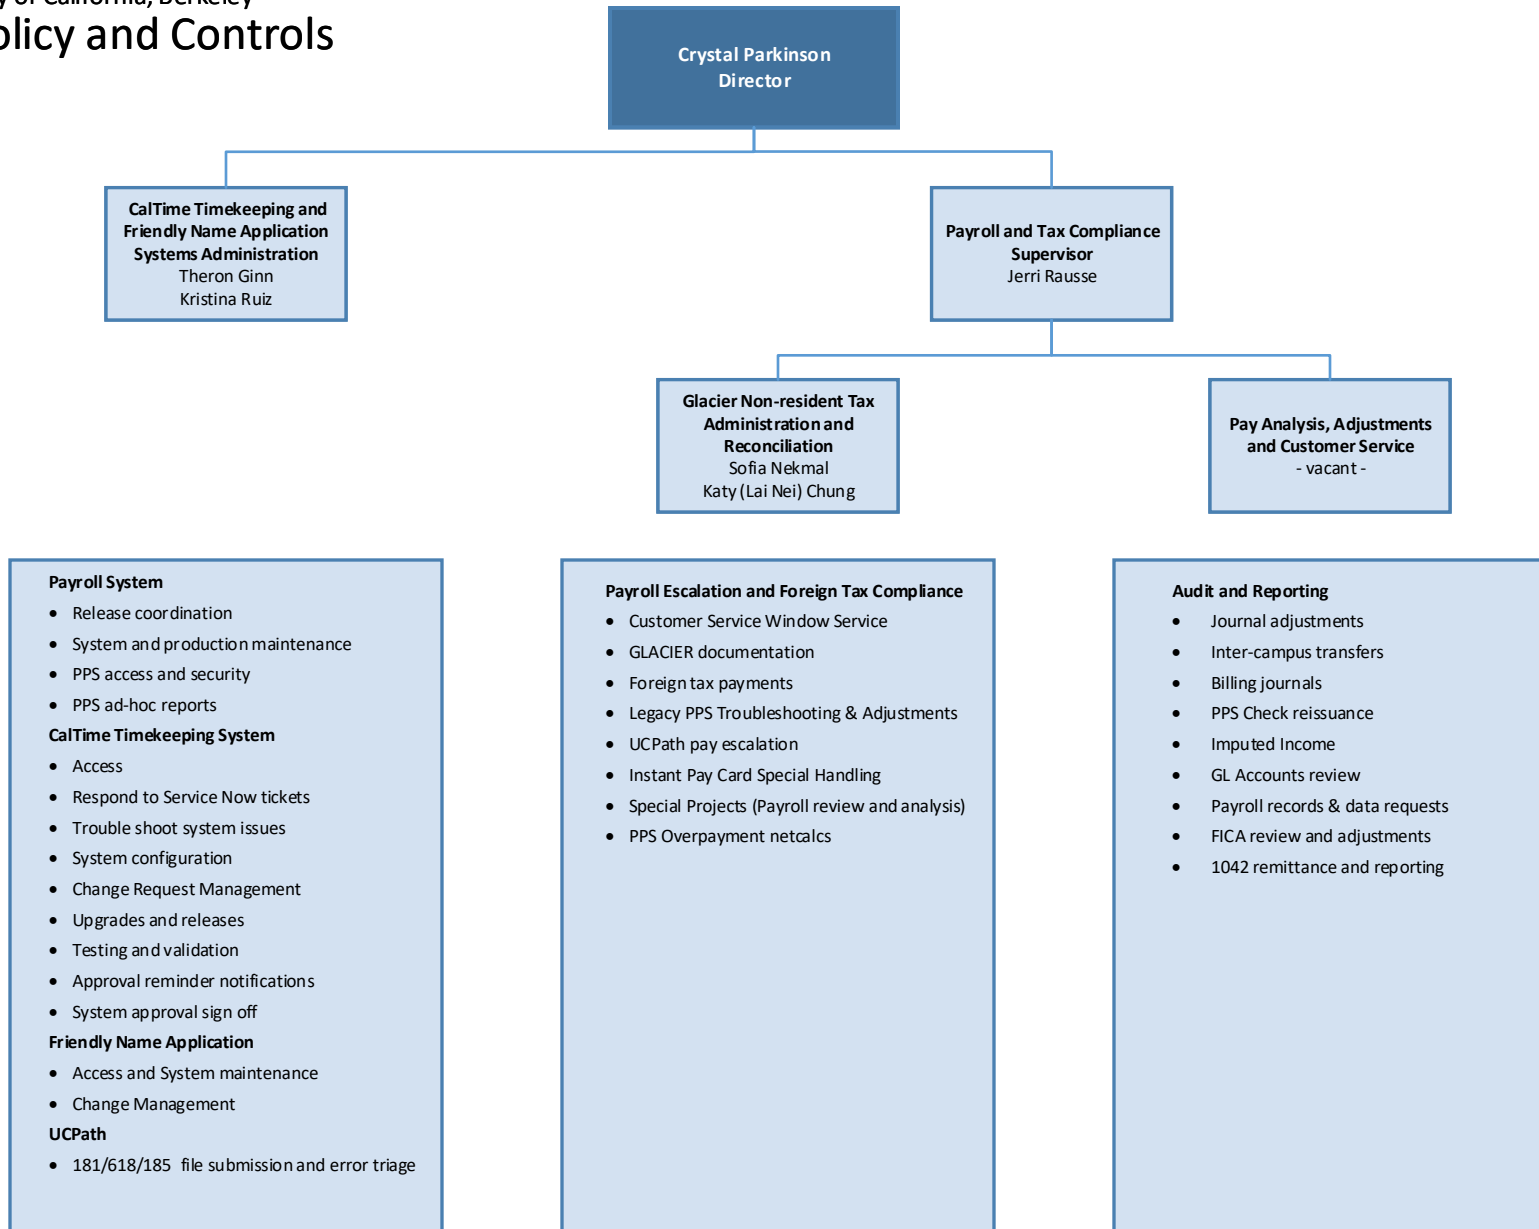 of California, Berkeley
and Controls
Crystal Parkinson
Director
CalTime Timekeeping and
Friendly Name Application
Systems Administration
Theron Ginn
Kristina Ruiz
Payroll and Tax Compliance
Supervisor
Jerri Rausse
Glacier Non-resident Tax
Administration and
Reconciliation
Sofia Nekmal
Katy (Lai Nei) Chung
Pay Analysis, Adjustments
and Customer Service
- vacant -
Payroll System
• Release coordination
• System and production maintenance
• PPS access and security
• PPS ad-hoc reports
CalTime Timekeeping System
• Access
• Respond to Service Now tickets
• Trouble shoot system issues
• System configuration
• Change Request Management
• Upgrades and releases
• Testing and validation
• Approval reminder notifications
• System approval sign off
Friendly Name Application
• Access and System maintenance
• Change Management
UCPath
• 181/618/185 file submission and error triage
Payroll Escalation and Foreign Tax Compliance
• Customer Service Window Service
• GLACIER documentation
• Foreign tax payments
• Legacy PPS Troubleshooting & Adjustments
• UCPath pay escalation
• Instant Pay Card Special Handling
• Special Projects (Payroll review and analysis)
• PPS Overpayment netcalcs
Audit and Reporting
• Journal adjustments
• Inter-campus transfers
• Billing journals
• PPS Check reissuance
• Imputed Income
• GL Accounts review
• Payroll records & data requests
• FICA review and adjustments
• 1042 remittance and reporting